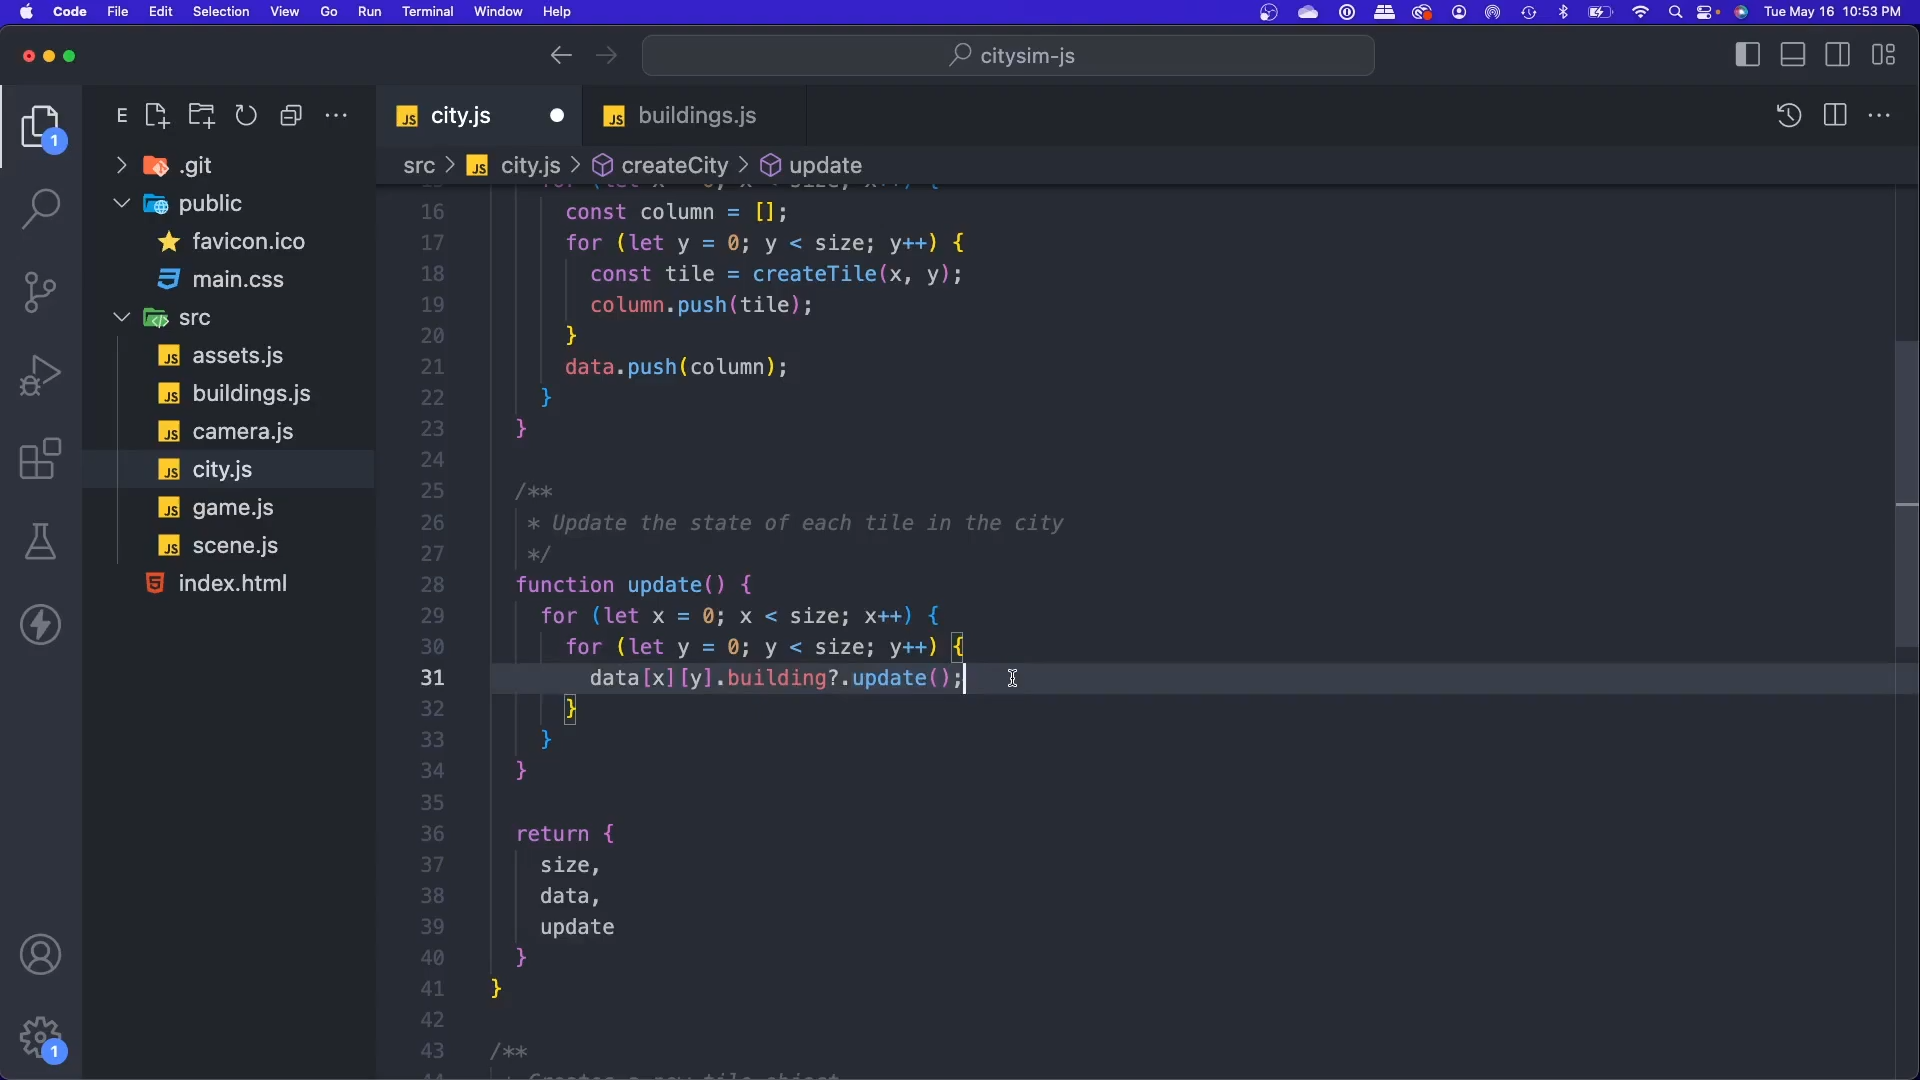 Code File Edit Selection View Go Run Terminal Window Help Tue May 16 10:53 PM
citysim-js
E
city.js buildings.js
src > city.js > createCity > update
1
.git
public
favicon.ico
main.css
src
assets.js
buildings.js
camera.js
city.js
game.js
scene.js
index.html
1
16 const column = [];
17 for (let y = 0; y < size; y++) {
18 const tile = createTile(x, y);
19 column.push(tile);
20 }
21 data.push(column);
22 }
23 }
24
25 /**
26 * Update the state of each tile in the city
27 */
28 function update() {
29 for (let x = 0; x < size; x++) {
30 for (let y = 0; y < size; y++) {
31 data[x][y].building?.update();
32 }
33 }
34 }
35
36 return {
37 size,
38 data,
39 update
40 }
41 }
42
43 /**